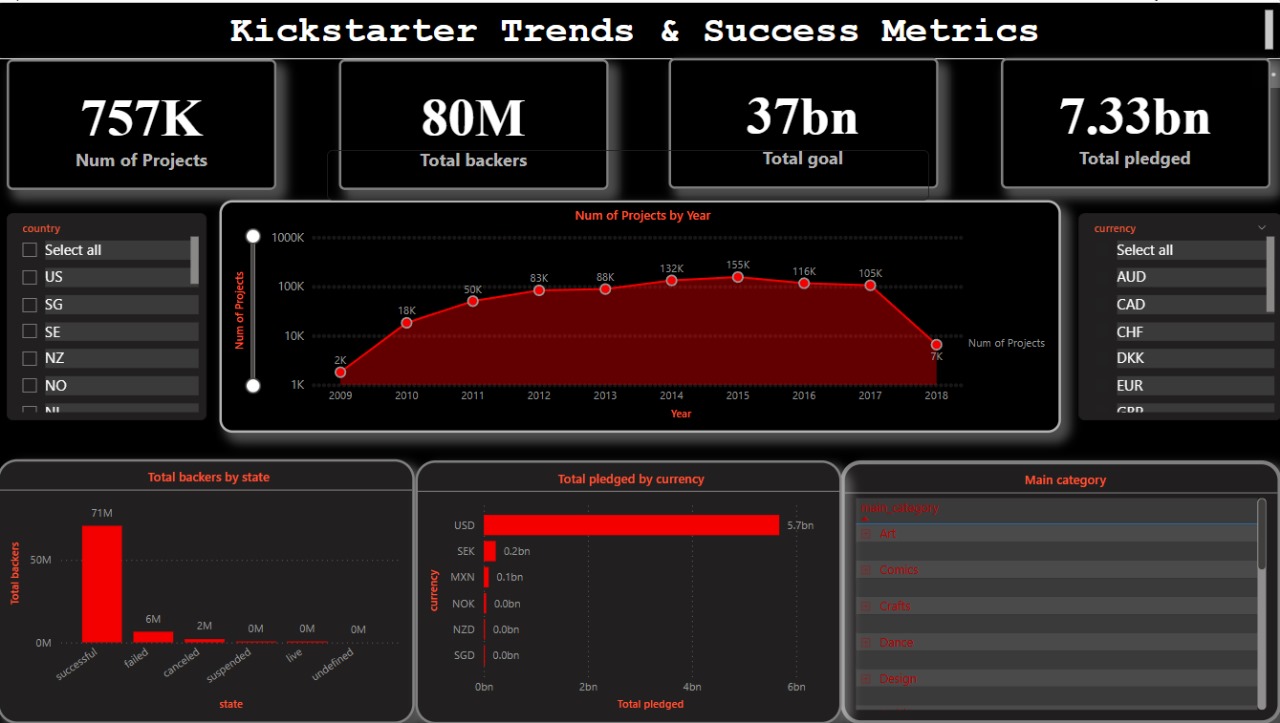 Kickstarter Trends & Success Metrics
757K
Num of Projects
80M
Total backers
37bn
Total goal
7.33bn
Total pledged
country
Select all
US
SG
SE
NZ
NO
NL
Num of Projects by Year
Num of Projects
1000K
100K
10K
1K
2K
18K
50K
83K
88K
132K
155K
116K
105K
7K
Num of Projects
2009 2010 2011 2012 2013 2014 2015 2016 2017 2018
Year
currency
Select all
AUD
CAD
CHF
DKK
EUR
GBP
Total backers by state
Total backers
50M
0M
71M
6M
2M
0M
0M
0M
successful
failed
canceled
suspended
live
undefined
state
Total pledged by currency
currency
USD 5.7bn
SEK 0.2bn
MXN 0.1bn
NOK 0.0bn
NZD 0.0bn
SGD 0.0bn
0bn 2bn 4bn 6bn
Total pledged
Main category
main_category
Art
Comics
Crafts
Dance
Design